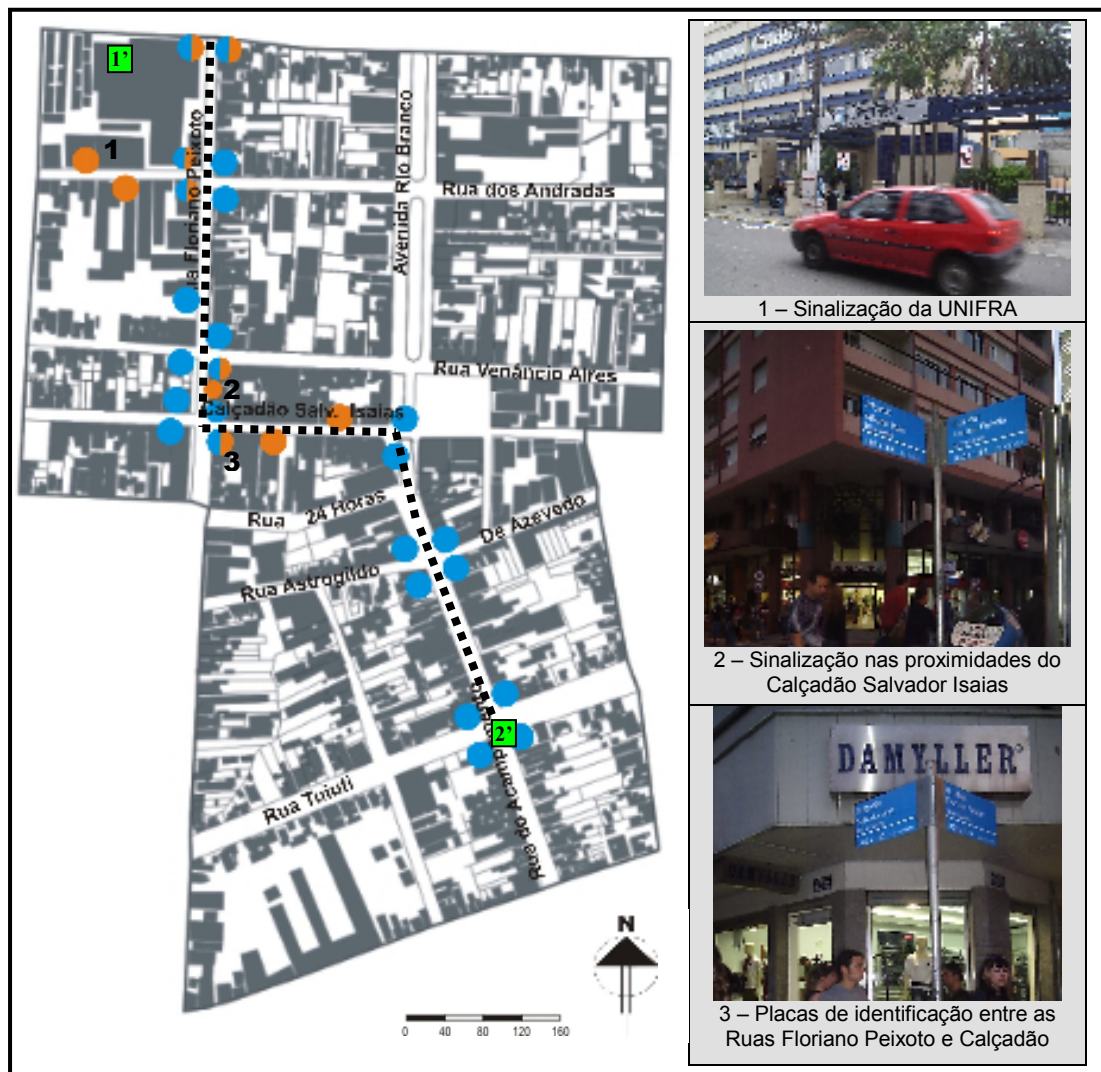 1'
1
Rua Floriano Peixoto
Avenida Rio Branco
Rua dos Andradas
Rua Venâncio Aires
2
Calçadão Salv. Isaias
3
Rua 24 Horas
Rua Astrogildo De Azevedo
2'
Rua Tuiuti
Rua do Acampamento
N
0 40 80 120 160
1 – Sinalização da UNIFRA
2 – Sinalização nas proximidades do
Calçadão Salvador Isaias
DAMYLLER
DAMYLLER
3 – Placas de identificação entre as
Ruas Floriano Peixoto e Calçadão